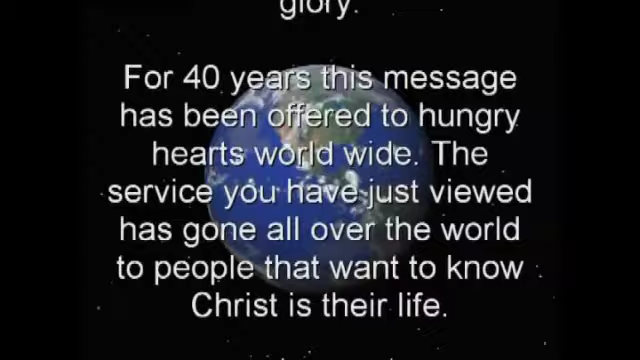 glory.
For 40 years this message
has been offered to hungry
hearts world wide. The
service you have just viewed
has gone all over the world
to people that want to know
Christ is their life.